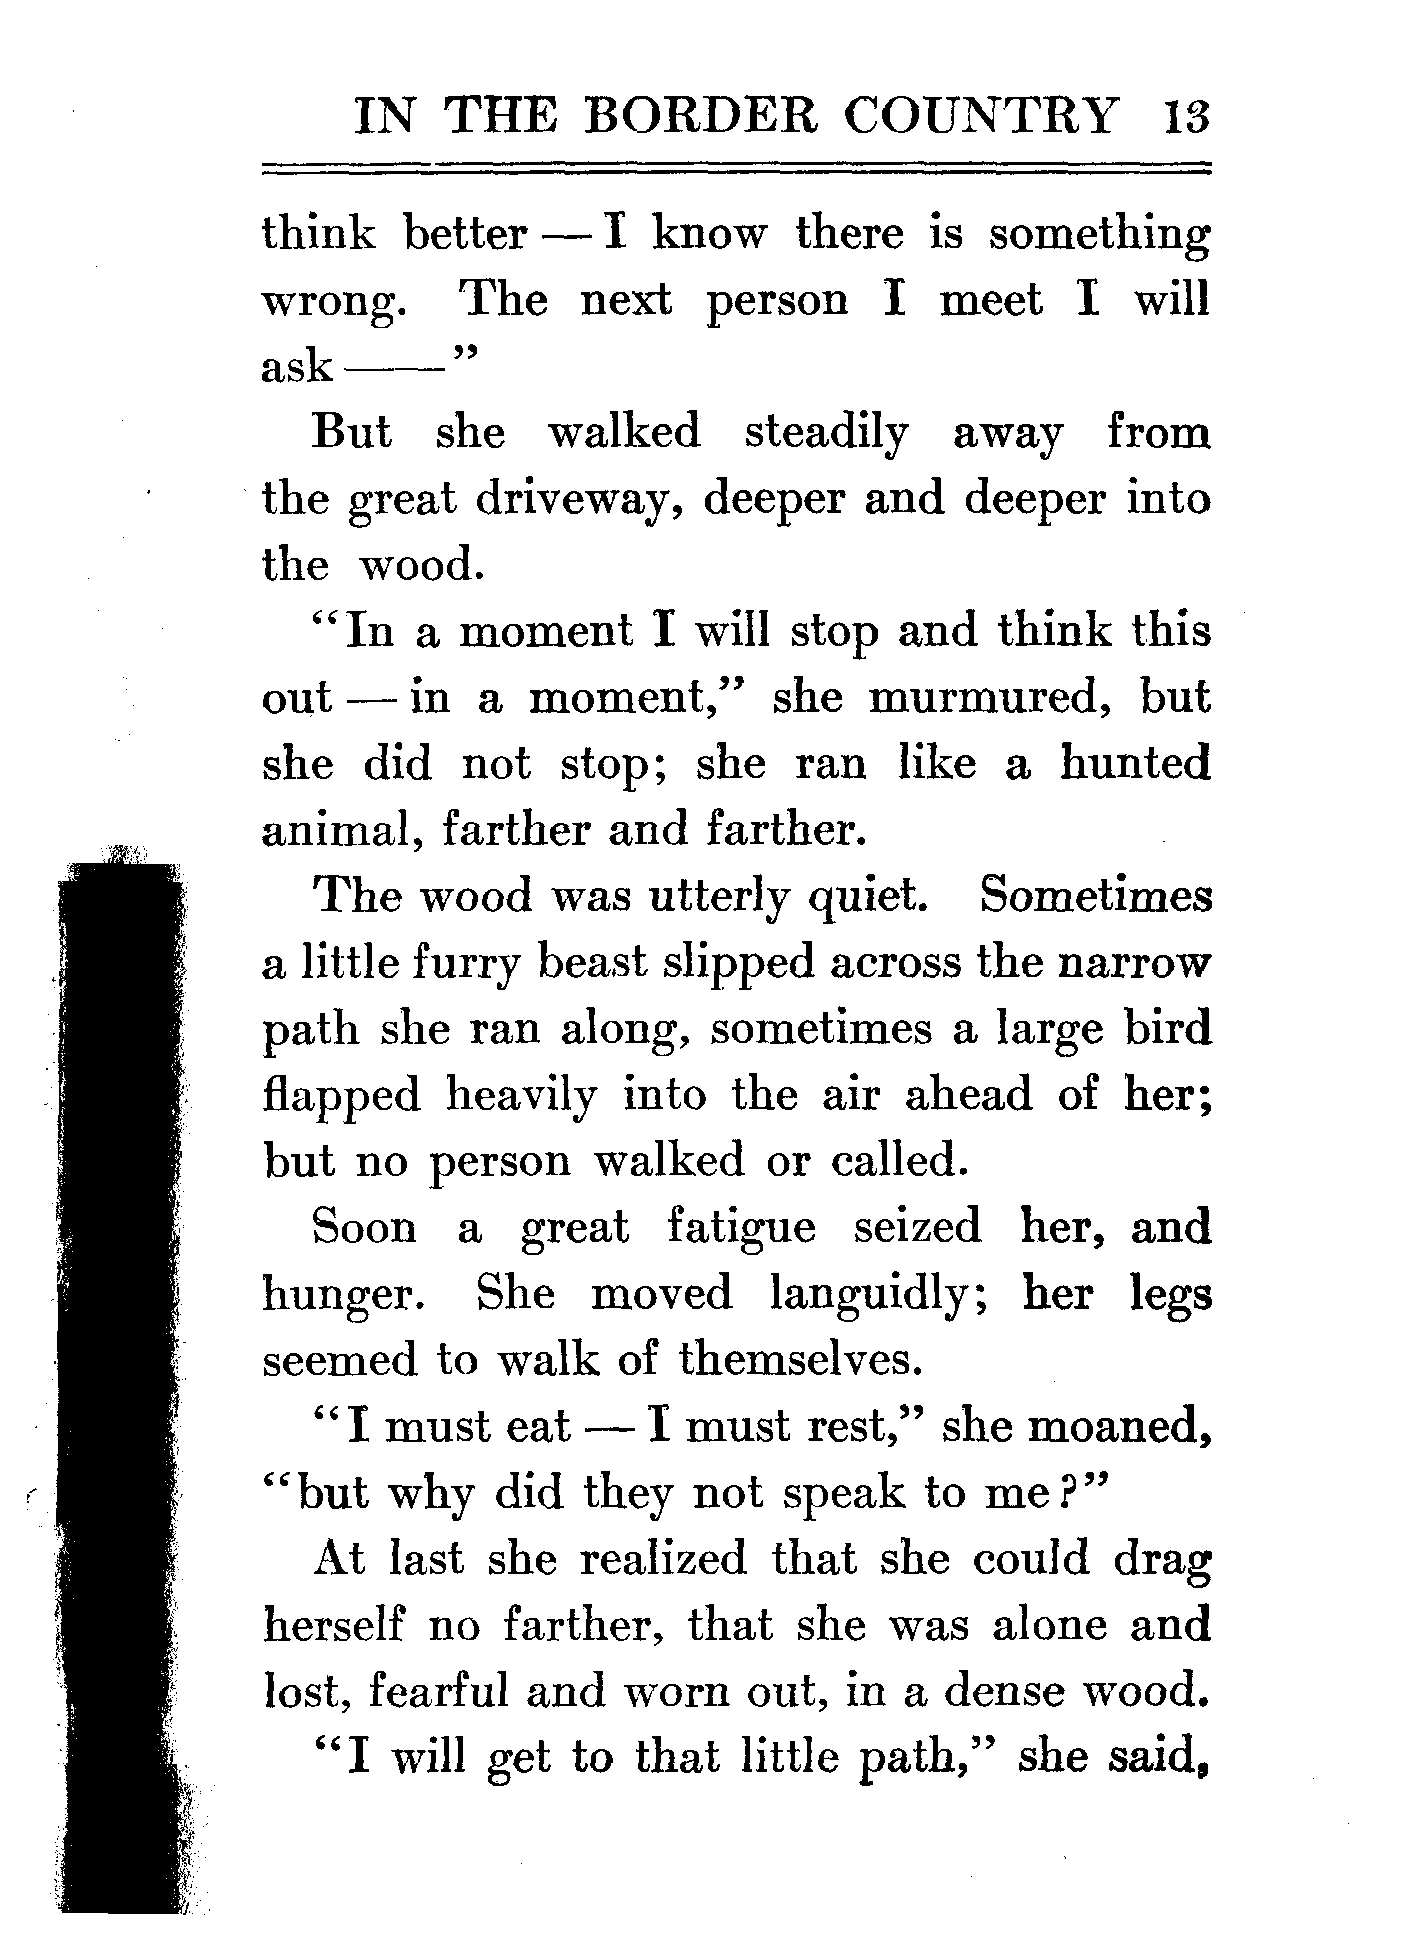 IN THE BORDER COUNTRY 13
think better — I know there is something
wrong. The next person I meet I will
ask ——"
But she walked steadily away from
the great driveway, deeper and deeper into
the wood.
"In a moment I will stop and think this
out — in a moment," she murmured, but
she did not stop; she ran like a hunted
animal, farther and farther.
The wood was utterly quiet. Sometimes
a little furry beast slipped across the narrow
path she ran along, sometimes a large bird
flapped heavily into the air ahead of her;
but no person walked or called.
Soon a great fatigue seized her, and
hunger. She moved languidly; her legs
seemed to walk of themselves.
"I must eat — I must rest," she moaned,
"but why did they not speak to me?"
At last she realized that she could drag
herself no farther, that she was alone and
lost, fearful and worn out, in a dense wood.
"I will get to that little path," she said,